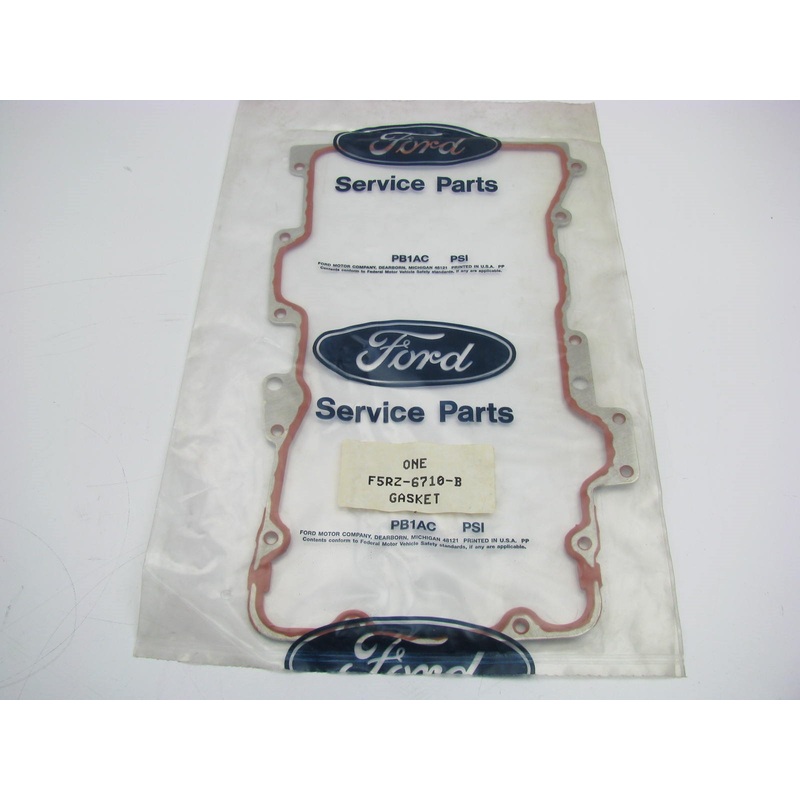 Ford
Service Parts
PB1AC PSI
FORD MOTOR COMPANY, DEARBORN, MICHIGAN 48121 PRINTED IN U.S.A. PP
Contents conform to Federal Motor Vehicle Safety standards, if any are applicable.
Ford
Service Parts
ONE
F5RZ-6710-B
GASKET
PB1AC PSI
FORD MOTOR COMPANY, DEARBORN, MICHIGAN 48121 PRINTED IN U.S.A. PP
Contents conform to Federal Motor Vehicle Safety standards, if any are applicable.
Ford